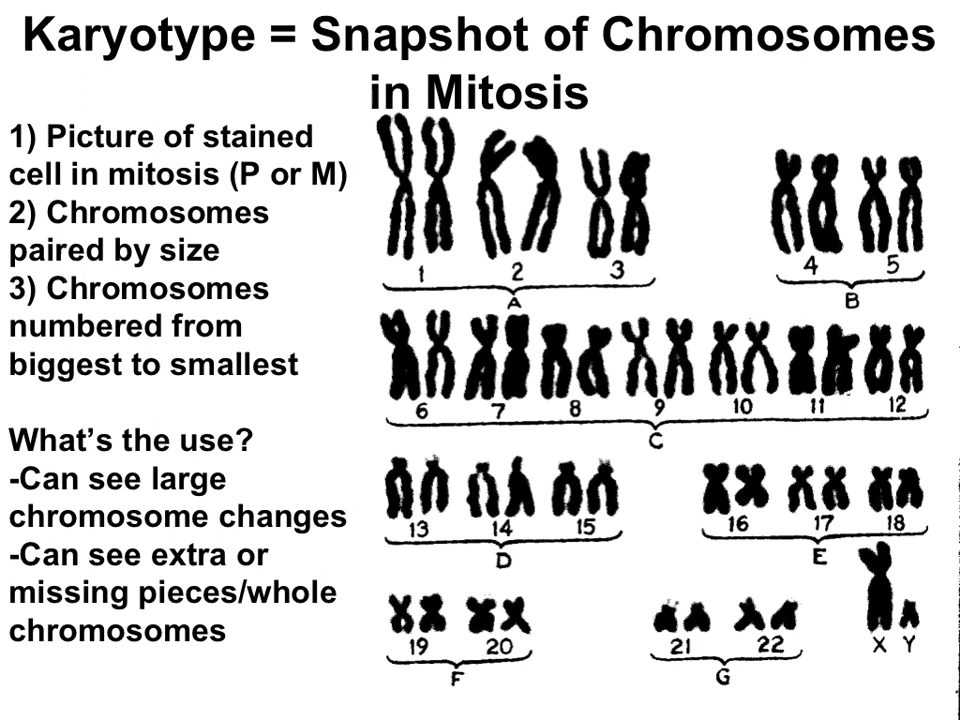 Karyotype = Snapshot of Chromosomes
in Mitosis
1) Picture of stained
cell in mitosis (P or M)
2) Chromosomes
paired by size
3) Chromosomes
numbered from
biggest to smallest
What's the use?
-Can see large
chromosome changes
-Can see extra or
missing pieces/whole
chromosomes
1 2 3 4 5
A B
6 7 8 9 10 11 12
C
13 14 15 16 17 18
D E
19 20 21 22 X Y
F G